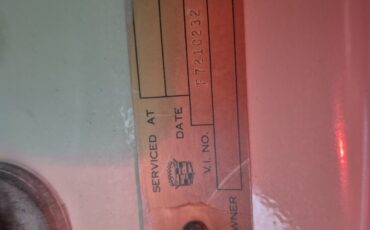 SERVICED AT
DATE
V.I. NO. F7210232
OWNER